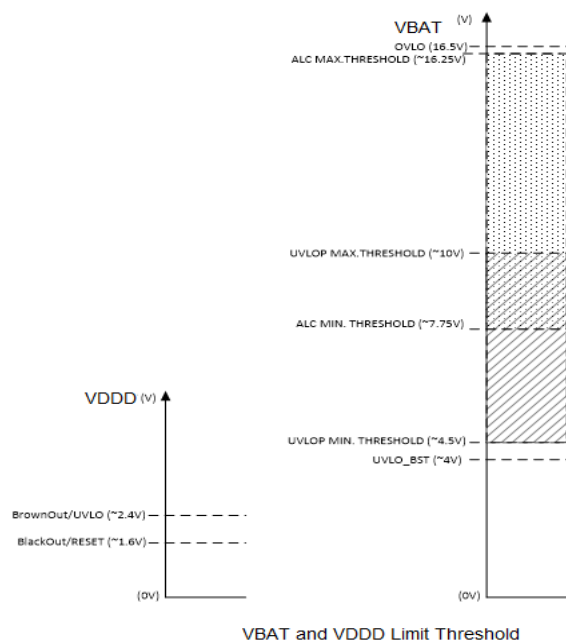 VBAT (V)
OVLO (16.5V)
ALC MAX.THRESHOLD (~16.25V)
UVLOP MAX.THRESHOLD (~10V)
ALC MIN. THRESHOLD (~7.75V)
VDDD (V)
UVLOP MIN. THRESHOLD (~4.5V)
UVLO_BST (~4V)
BrownOut/UVLO (~2.4V)
BlackOut/RESET (~1.6V)
(0V)
(0V)
VBAT and VDDD Limit Threshold